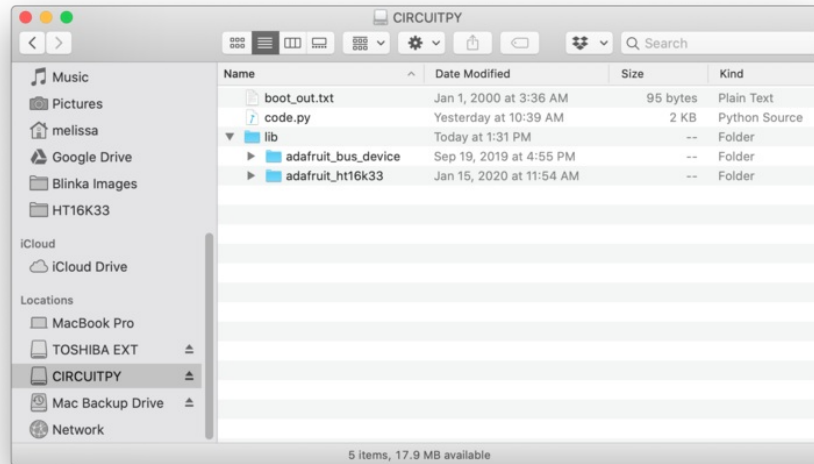 CIRCUITPY
Search
Music
Pictures
melissa
Google Drive
Blinka Images
HT16K33
iCloud
iCloud Drive
Locations
MacBook Pro
TOSHIBA EXT
CIRCUITPY
Mac Backup Drive
Network
Name Date Modified Size Kind
boot_out.txt Jan 1, 2000 at 3:36 AM 95 bytes Plain Text
code.py Yesterday at 10:39 AM 2 KB Python Source
lib Today at 1:31 PM -- Folder
adafruit_bus_device Sep 19, 2019 at 4:55 PM -- Folder
adafruit_ht16k33 Jan 15, 2020 at 11:54 AM -- Folder
5 items, 17.9 MB available